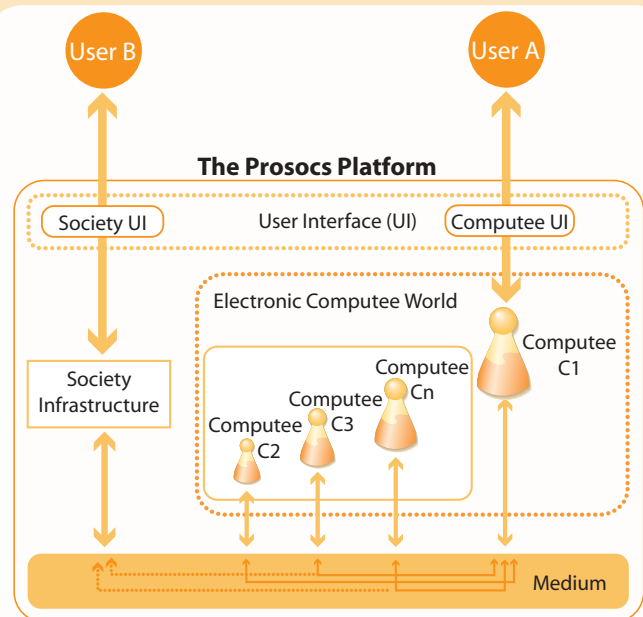 User B
User A
The Prosocs Platform
Society UI
User Interface (UI)
Computee UI
Electronic Computee World
Computee
C1
Society
Infrastructure
Computee
Cn
Computee
C3
Computee
C2
Medium